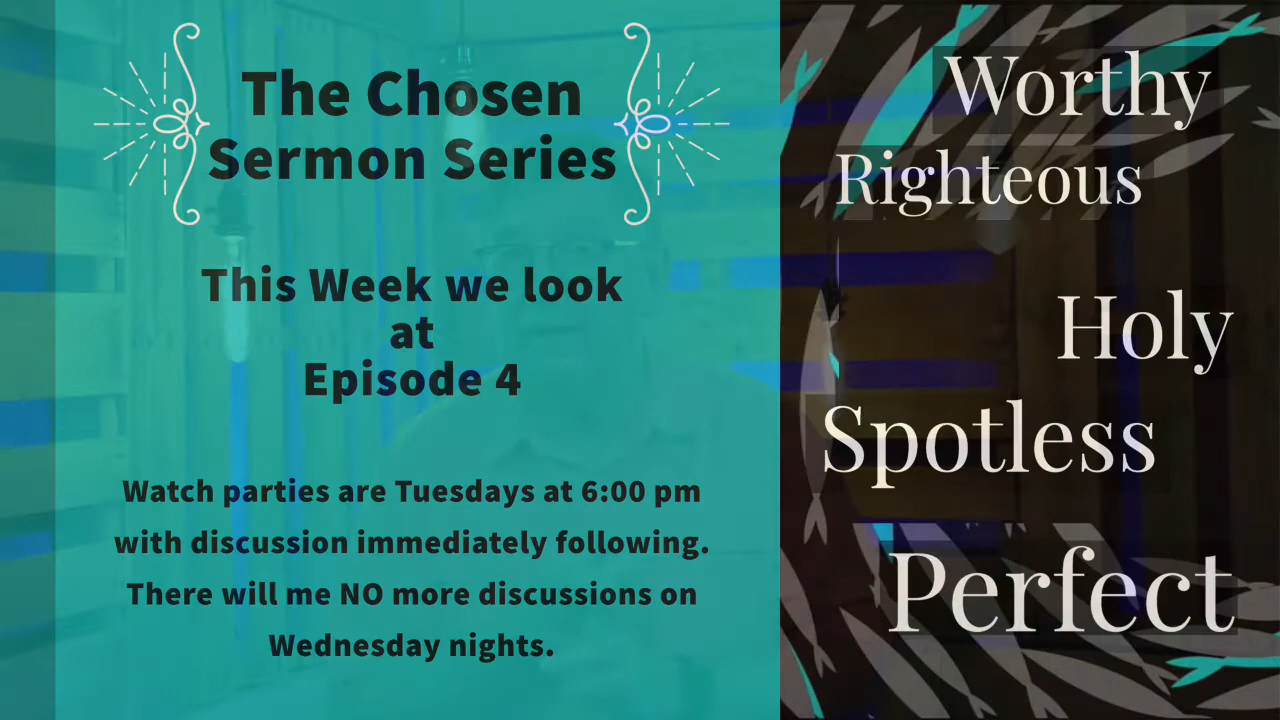 The Chosen
Sermon Series
This Week we look
at
Episode 4
Watch parties are Tuesdays at 6:00 pm
with discussion immediately following.
There will me NO more discussions on
Wednesday nights.
Worthy
Righteous
Holy
Spotless
Perfect